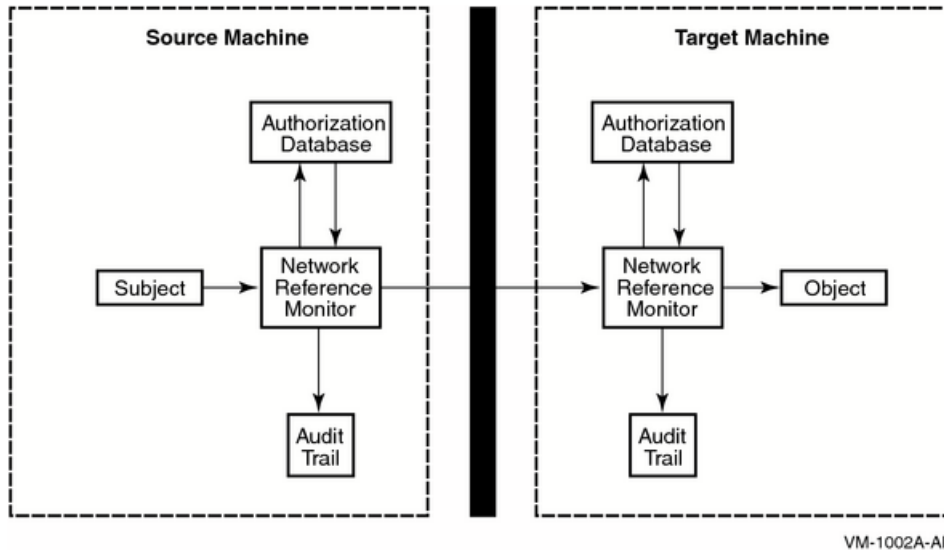 Source Machine
Target Machine
Authorization
Database
Authorization
Database
Subject
Network
Reference
Monitor
Network
Reference
Monitor
Object
Audit
Trail
Audit
Trail